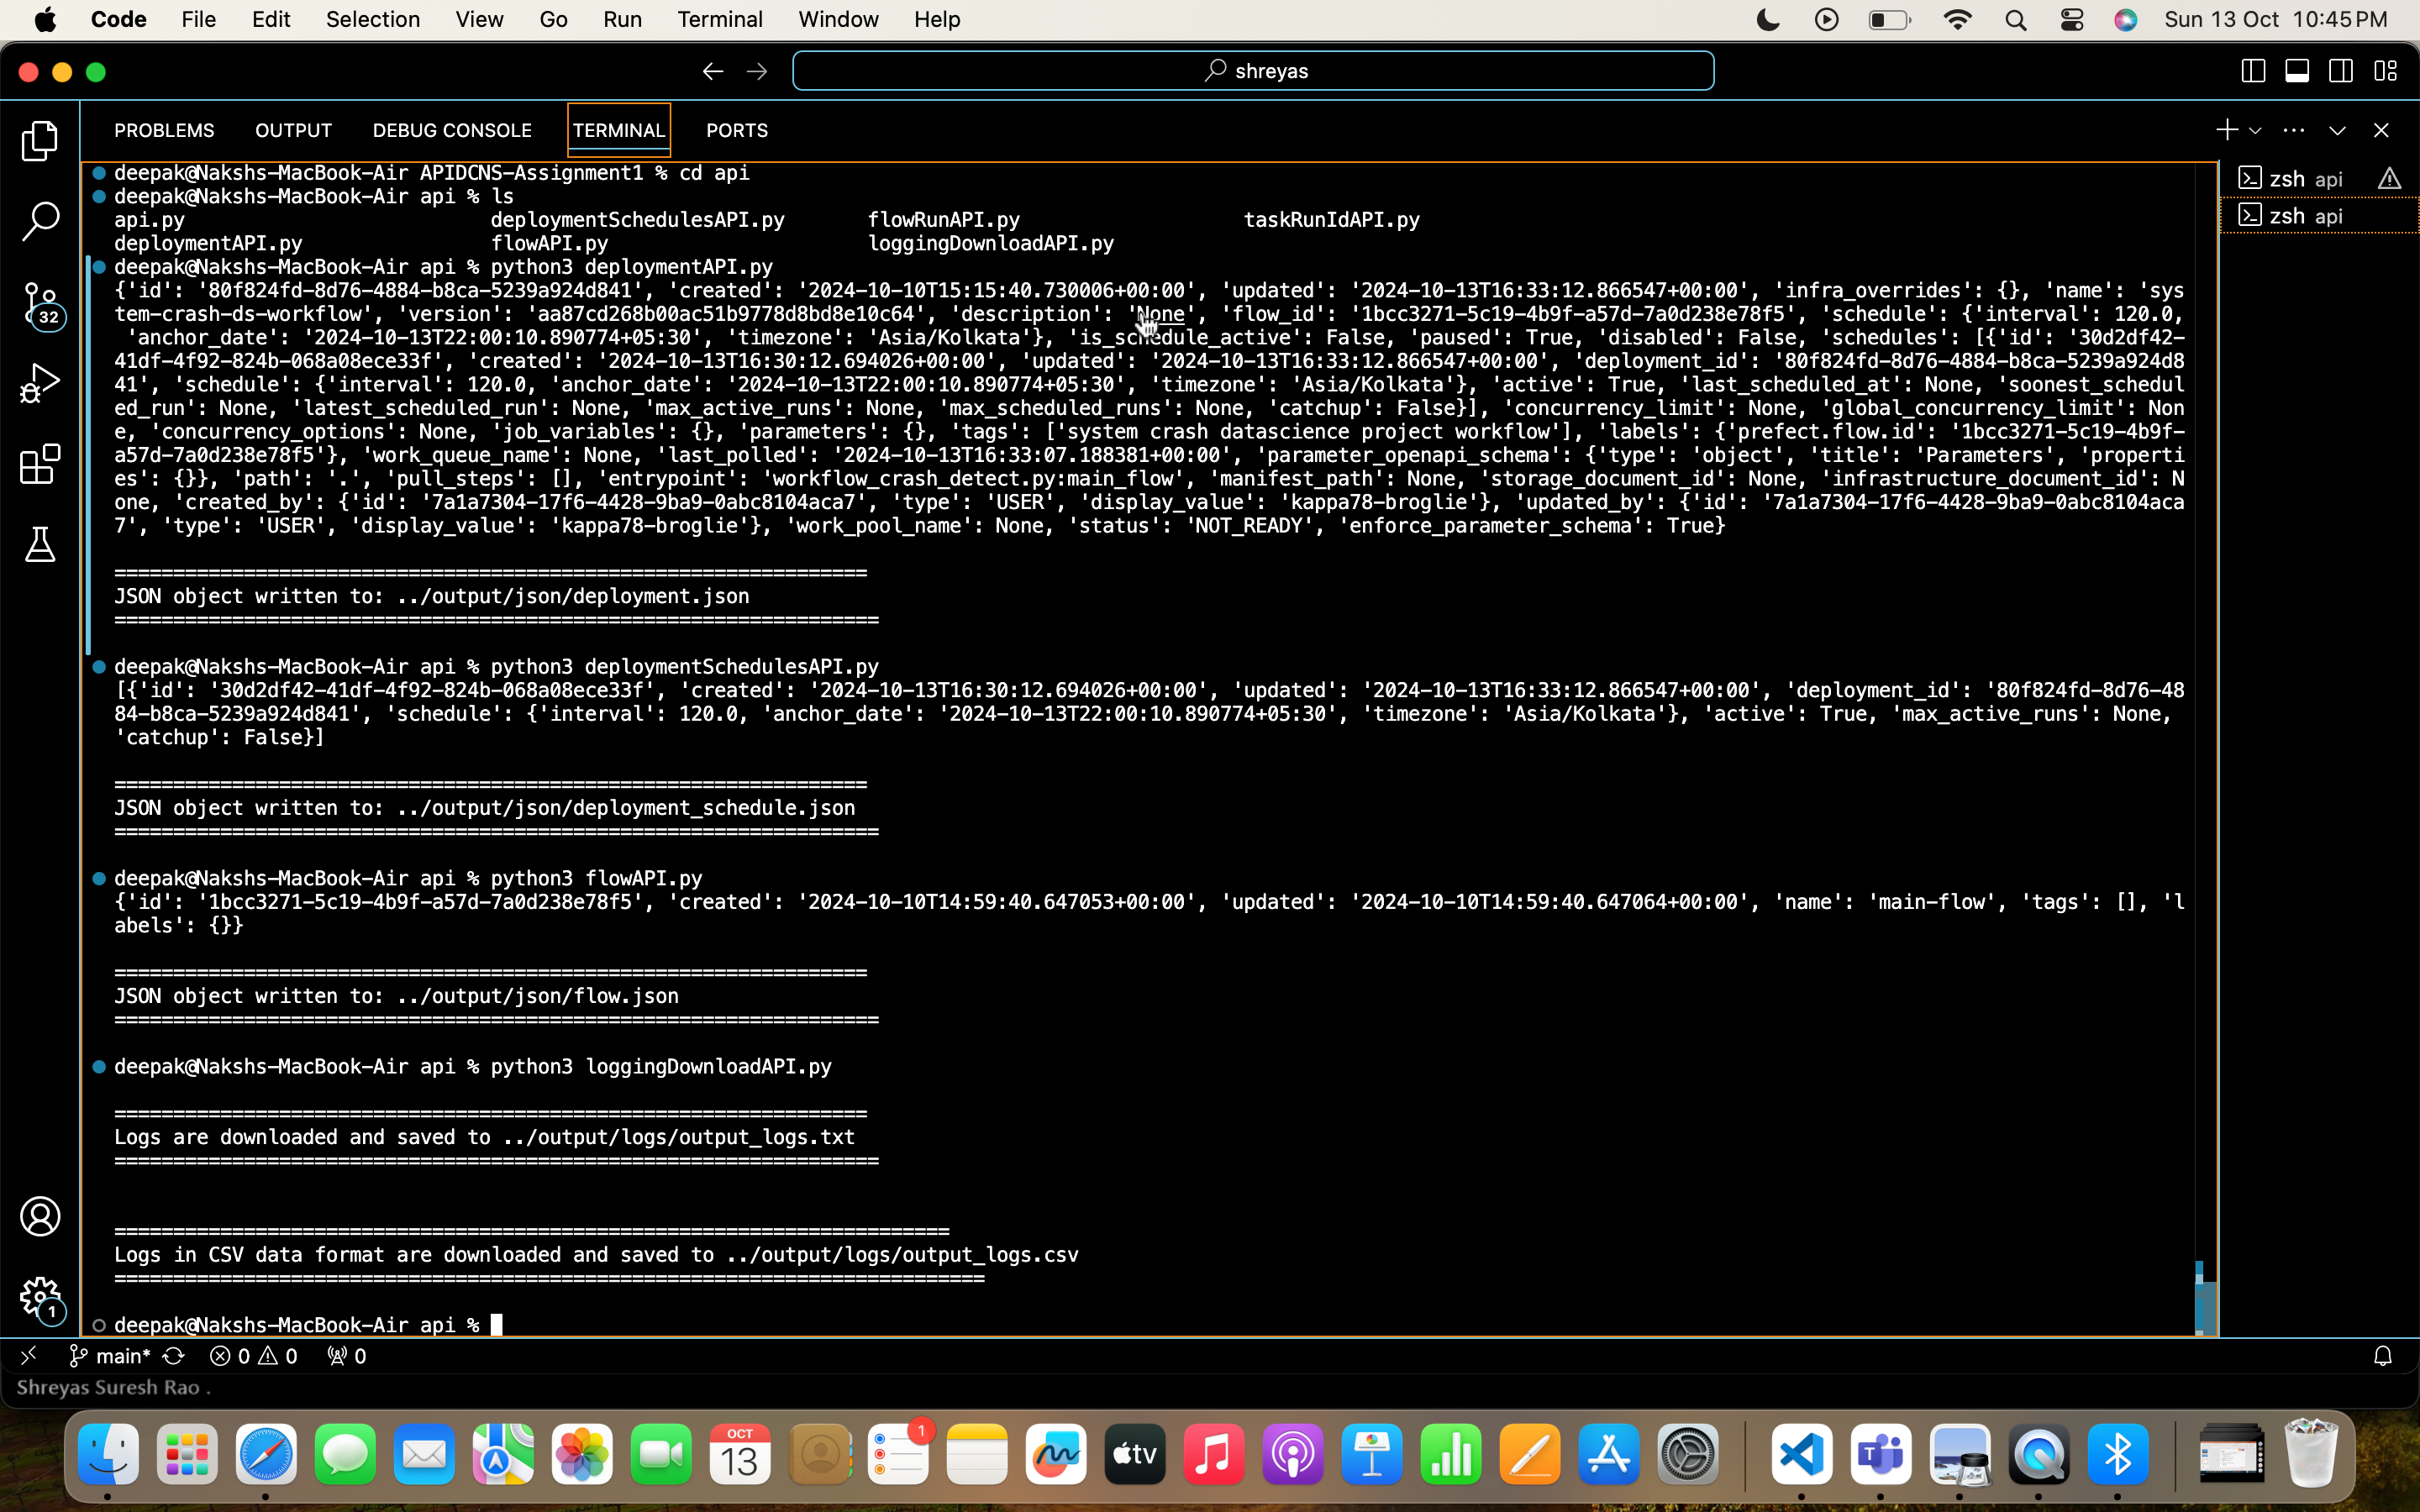 Code File Edit Selection View Go Run Terminal Window Help Sun 13 Oct 10:45 PM
shreyas
PROBLEMS OUTPUT DEBUG CONSOLE TERMINAL PORTS
deepak@Nakshs-MacBook-Air APIDCNS-Assignment1 % cd api
deepak@Nakshs-MacBook-Air api % ls
api.py deploymentSchedulesAPI.py flowRunAPI.py taskRunIdAPI.py
deploymentAPI.py flowAPI.py loggingDownloadAPI.py
deepak@Nakshs-MacBook-Air api % python3 deploymentAPI.py
{'id': '80f824fd-8d76-4884-b8ca-5239a924d841', 'created': '2024-10-10T15:15:40.730006+00:00', 'updated': '2024-10-13T16:33:12.866547+00:00', 'infra_overrides': {}, 'name': 'sys
tem-crash-ds-workflow', 'version': 'aa87cd268b00ac51b9778d8bd8e10c64', 'description': 'None', 'flow_id': '1bcc3271-5c19-4b9f-a57d-7a0d238e78f5', 'schedule': {'interval': 120.0,
'anchor_date': '2024-10-13T22:00:10.890774+05:30', 'timezone': 'Asia/Kolkata'}, 'is_schedule_active': False, 'paused': True, 'disabled': False, 'schedules': [{'id': '30d2df42-
41df-4f92-824b-068a08ece33f', 'created': '2024-10-13T16:30:12.694026+00:00', 'updated': '2024-10-13T16:33:12.866547+00:00', 'deployment_id': '80f824fd-8d76-4884-b8ca-5239a924d8
41', 'schedule': {'interval': 120.0, 'anchor_date': '2024-10-13T22:00:10.890774+05:30', 'timezone': 'Asia/Kolkata'}, 'active': True, 'last_scheduled_at': None, 'soonest_schedul
ed_run': None, 'latest_scheduled_run': None, 'max_active_runs': None, 'max_scheduled_runs': None, 'catchup': False}], 'concurrency_limit': None, 'global_concurrency_limit': Non
e, 'concurrency_options': None, 'job_variables': {}, 'parameters': {}, 'tags': ['system crash datascience project workflow'], 'labels': {'prefect.flow.id': '1bcc3271-5c19-4b9f-
a57d-7a0d238e78f5'}, 'work_queue_name': None, 'last_polled': '2024-10-13T16:33:07.188381+00:00', 'parameter_openapi_schema': {'type': 'object', 'title': 'Parameters', 'properti
es': {}}, 'path': '.', 'pull_steps': [], 'entrypoint': 'workflow_crash_detect.py:main_flow', 'manifest_path': None, 'storage_document_id': None, 'infrastructure_document_id': N
one, 'created_by': {'id': '7a1a7304-17f6-4428-9ba9-0abc8104aca7', 'type': 'USER', 'display_value': 'kappa78-broglie'}, 'updated_by': {'id': '7a1a7304-17f6-4428-9ba9-0abc8104aca
7', 'type': 'USER', 'display_value': 'kappa78-broglie'}, 'work_pool_name': None, 'status': 'NOT_READY', 'enforce_parameter_schema': True}
================================================================
JSON object written to: ../output/json/deployment.json
=================================================================
deepak@Nakshs-MacBook-Air api % python3 deploymentSchedulesAPI.py
[{'id': '30d2df42-41df-4f92-824b-068a08ece33f', 'created': '2024-10-13T16:30:12.694026+00:00', 'updated': '2024-10-13T16:33:12.866547+00:00', 'deployment_id': '80f824fd-8d76-48
84-b8ca-5239a924d841', 'schedule': {'interval': 120.0, 'anchor_date': '2024-10-13T22:00:10.890774+05:30', 'timezone': 'Asia/Kolkata'}, 'active': True, 'max_active_runs': None,
'catchup': False}]
================================================================
JSON object written to: ../output/json/deployment_schedule.json
=================================================================
deepak@Nakshs-MacBook-Air api % python3 flowAPI.py
{'id': '1bcc3271-5c19-4b9f-a57d-7a0d238e78f5', 'created': '2024-10-10T14:59:40.647053+00:00', 'updated': '2024-10-10T14:59:40.647064+00:00', 'name': 'main-flow', 'tags': [], 'l
abels': {}}
================================================================
JSON object written to: ../output/json/flow.json
=================================================================
deepak@Nakshs-MacBook-Air api % python3 loggingDownloadAPI.py
================================================================
Logs are downloaded and saved to ../output/logs/output_logs.txt
=================================================================
=======================================================================
Logs in CSV data format are downloaded and saved to ../output/logs/output_logs.csv
==========================================================================
deepak@Nakshs-MacBook-Air api %
zsh api
zsh api
32
1
main* 0 0 0
Shreyas Suresh Rao .
OCT
13
1
tv